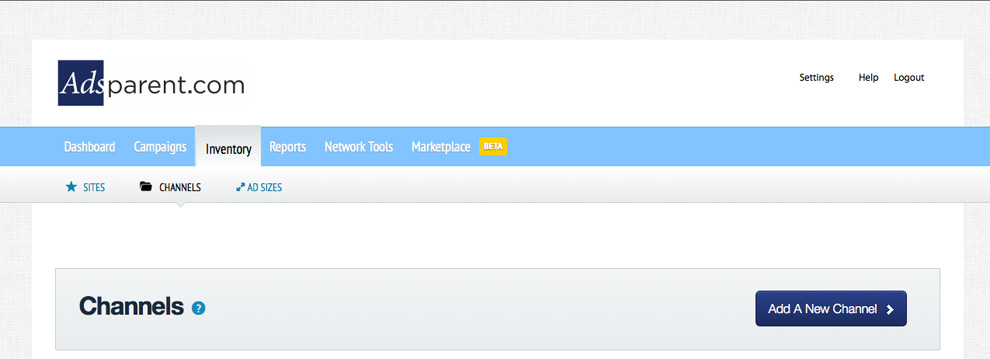 Adsparent.com
Settings Help Logout
Dashboard Campaigns Inventory Reports Network Tools Marketplace BETA
SITES CHANNELS AD SIZES
Channels ? Add A New Channel